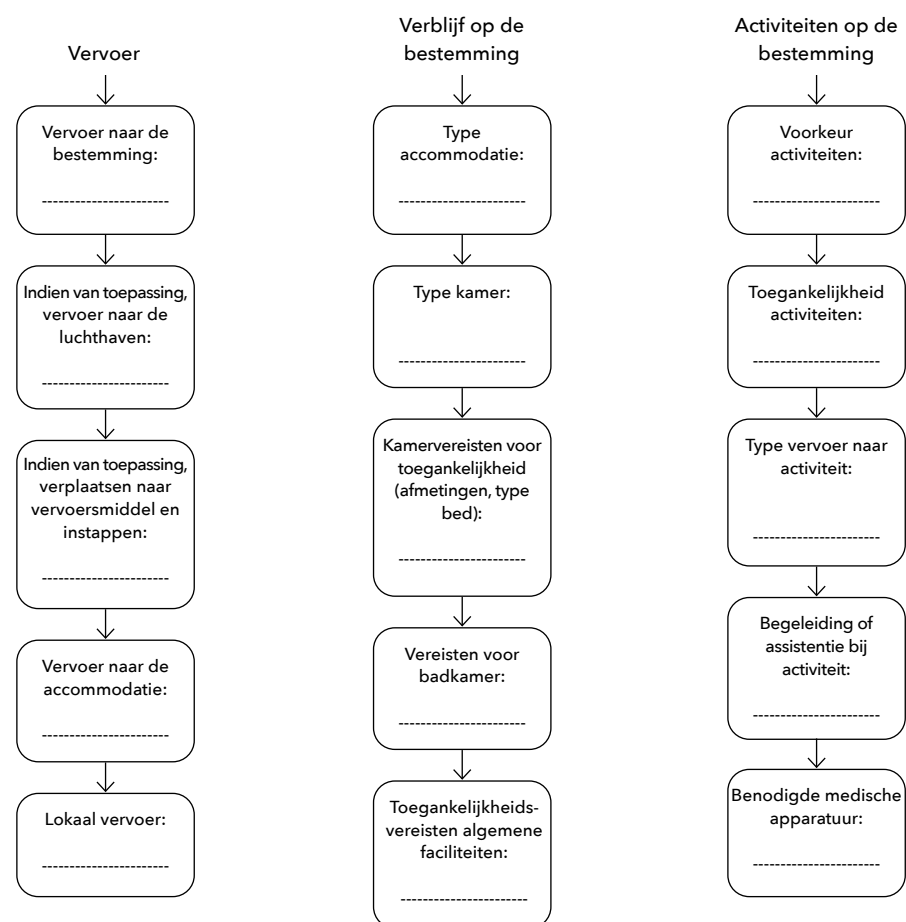 Vervoer
Vervoer naar de
bestemming:
-----------------------
Indien van toepassing,
vervoer naar de
luchthaven:
-----------------------
Indien van toepassing,
verplaatsen naar
vervoersmiddel en
instappen:
-----------------------
Vervoer naar de
accommodatie:
-----------------------
Lokaal vervoer:
-----------------------
Verblijf op de
bestemming
Type
accommodatie:
-----------------------
Type kamer:
-----------------------
Kamervereisten voor
toegankelijkheid
(afmetingen, type
bed):
-----------------------
Vereisten voor
badkamer:
-----------------------
Toegankelijkheids-
vereisten algemene
faciliteiten:
-----------------------
Activiteiten op de
bestemming
Voorkeur
activiteiten:
-----------------------
Toegankelijkheid
activiteiten:
-----------------------
Type vervoer naar
activiteit:
-----------------------
Begeleiding of
assistentie bij
activiteit:
-----------------------
Benodigde medische
apparatuur:
-----------------------